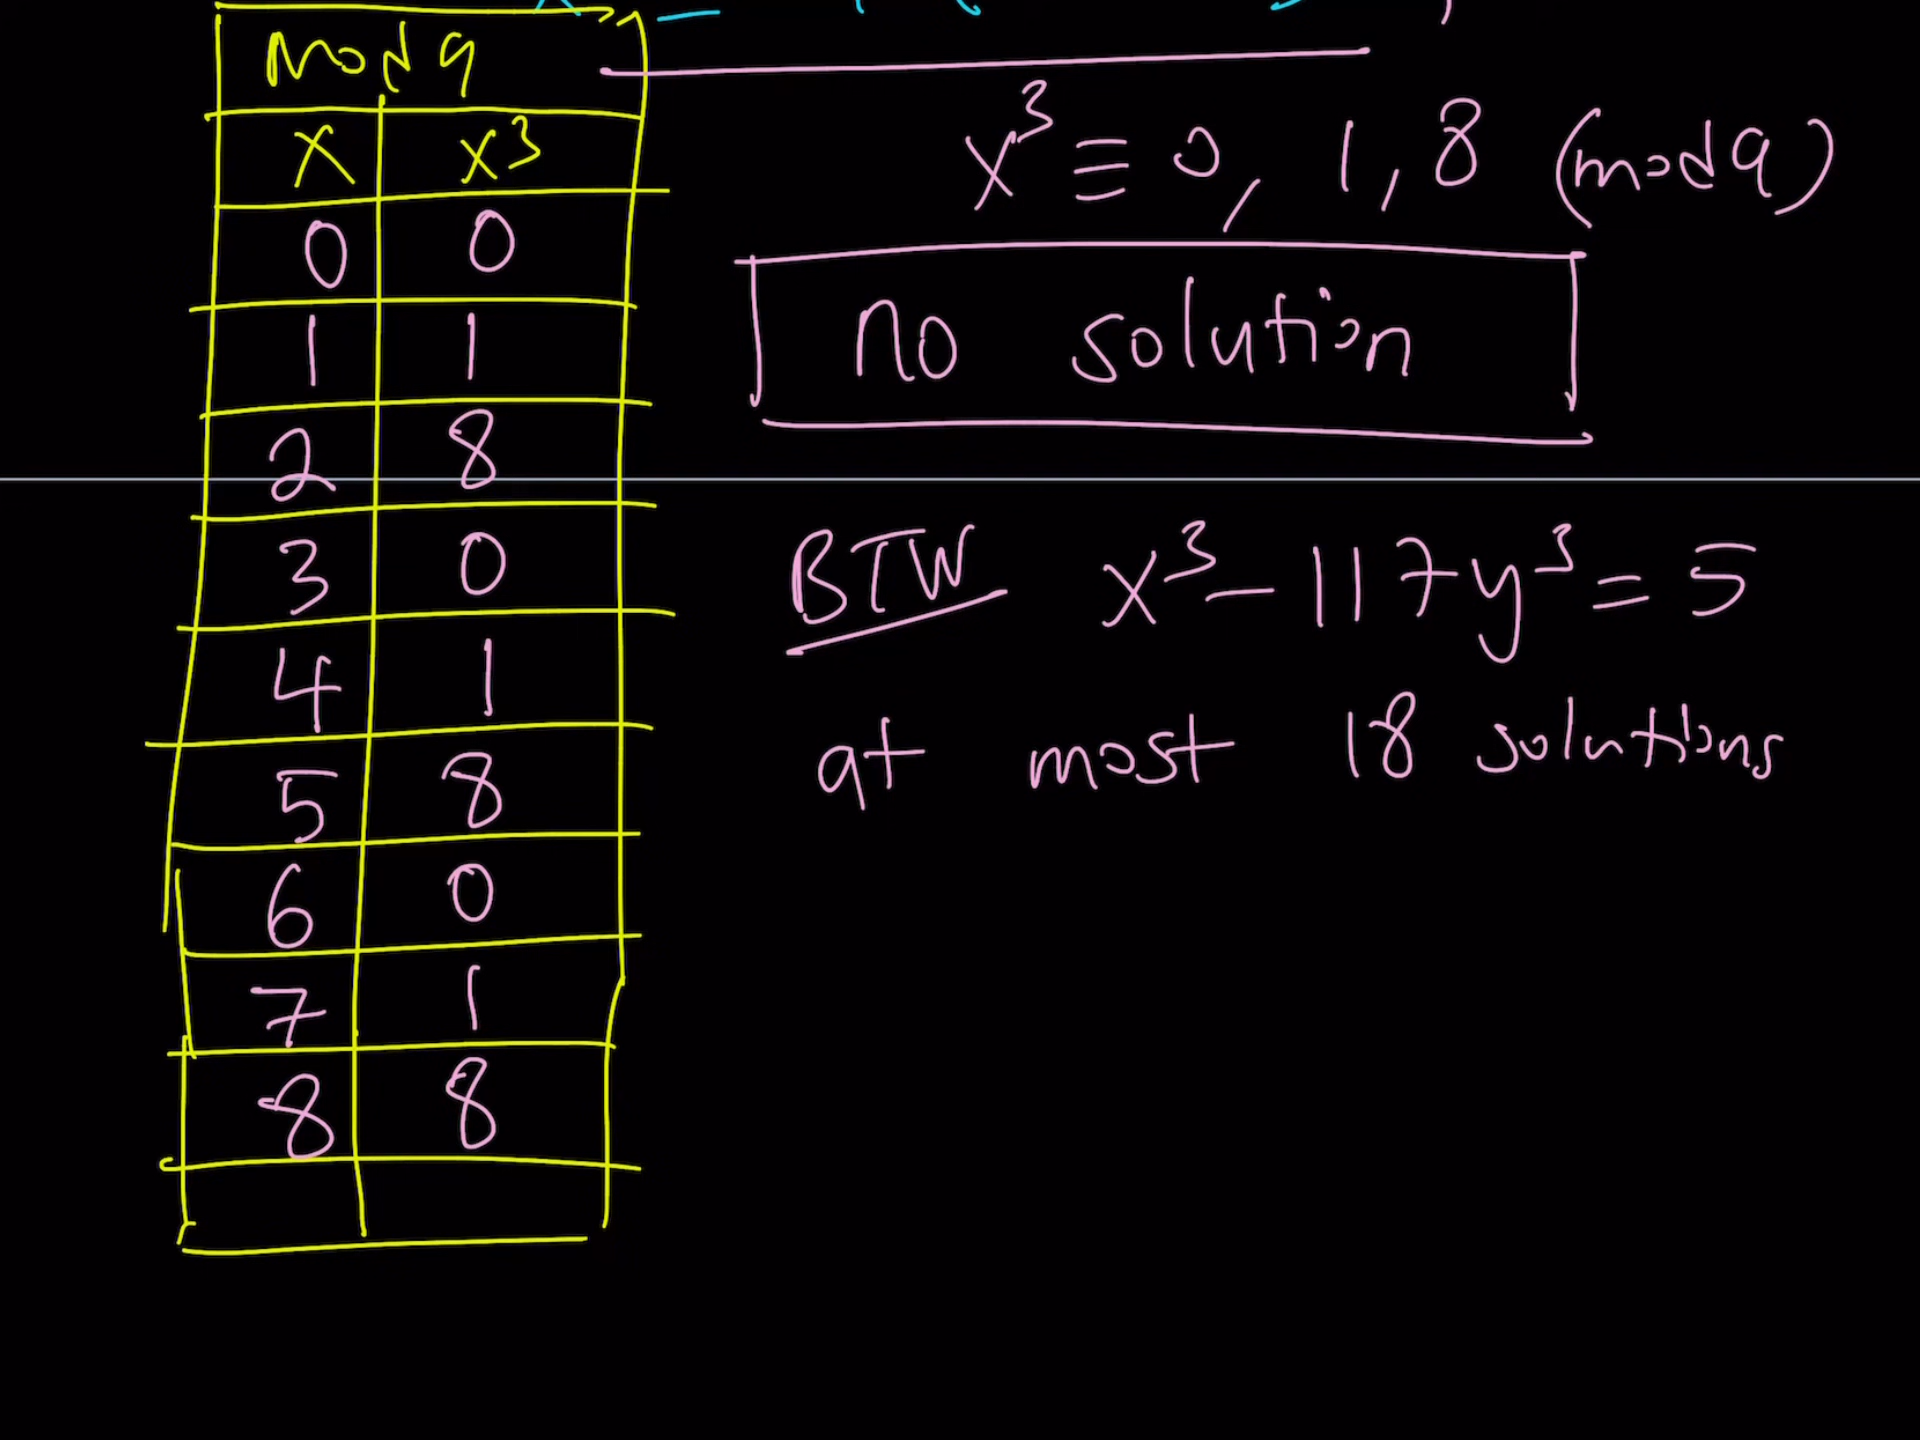 Mod 9
x x³
0 0
1 1
2 8
3 0
4 1
5 8
6 0
7 1
8 8
x³ ≡ 0, 1, 8 (mod 9)
no solution
BTW x³ - 117y³ = 5
at most 18 solutions